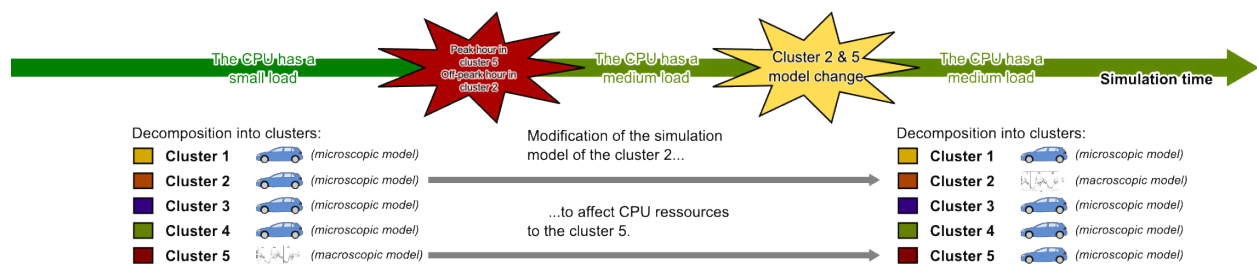 The CPU has a
small load
Peak hour in
cluster 5
Off-peark hour in
cluster 2
The CPU has a
medium load
Cluster 2 & 5
model change
The CPU has a
medium load
Simulation time
Decomposition into clusters:
Cluster 1 (microscopic model)
Cluster 2 (microscopic model)
Cluster 3 (microscopic model)
Cluster 4 (microscopic model)
Cluster 5 (macroscopic model)
Modification of the simulation
model of the cluster 2...
...to affect CPU ressources
to the cluster 5.
Decomposition into clusters:
Cluster 1 (microscopic model)
Cluster 2 (macroscopic model)
Cluster 3 (microscopic model)
Cluster 4 (microscopic model)
Cluster 5 (microscopic model)